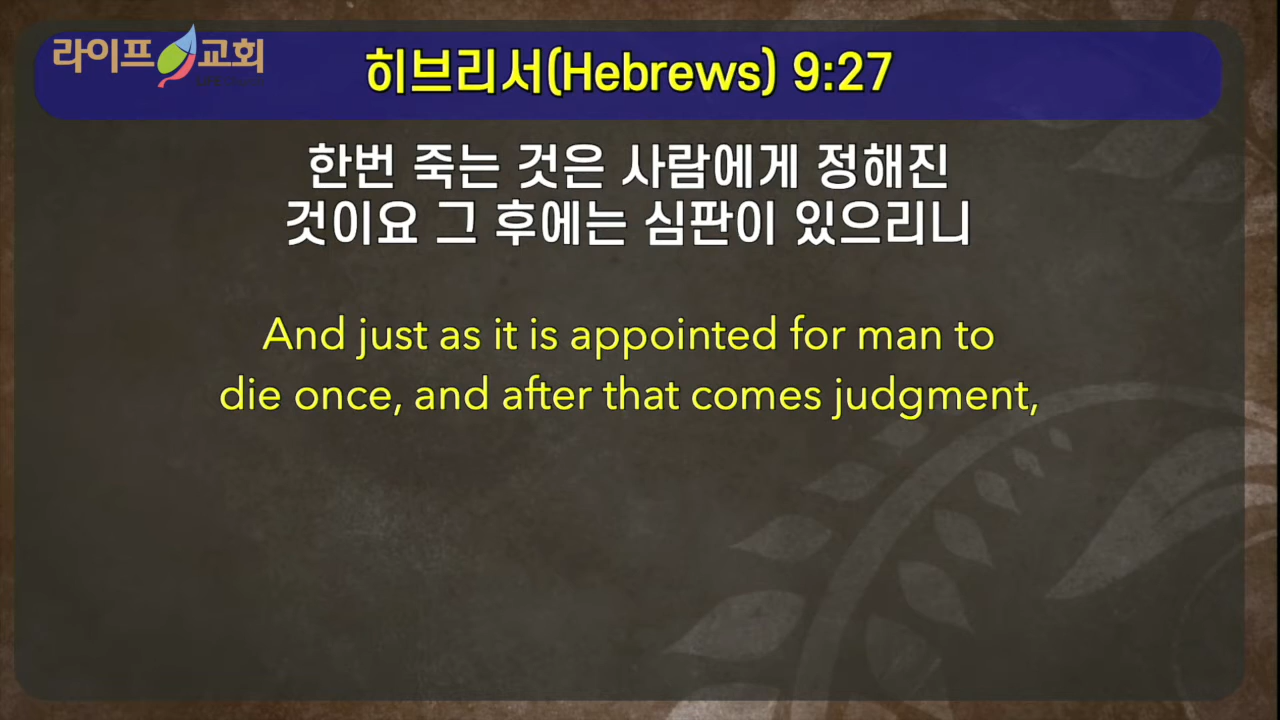 라이프 교회
히브리서(Hebrews) 9:27
한번 죽는 것은 사람에게 정해진
것이요 그 후에는 심판이 있으리니
And just as it is appointed for man to
die once, and after that comes judgment,